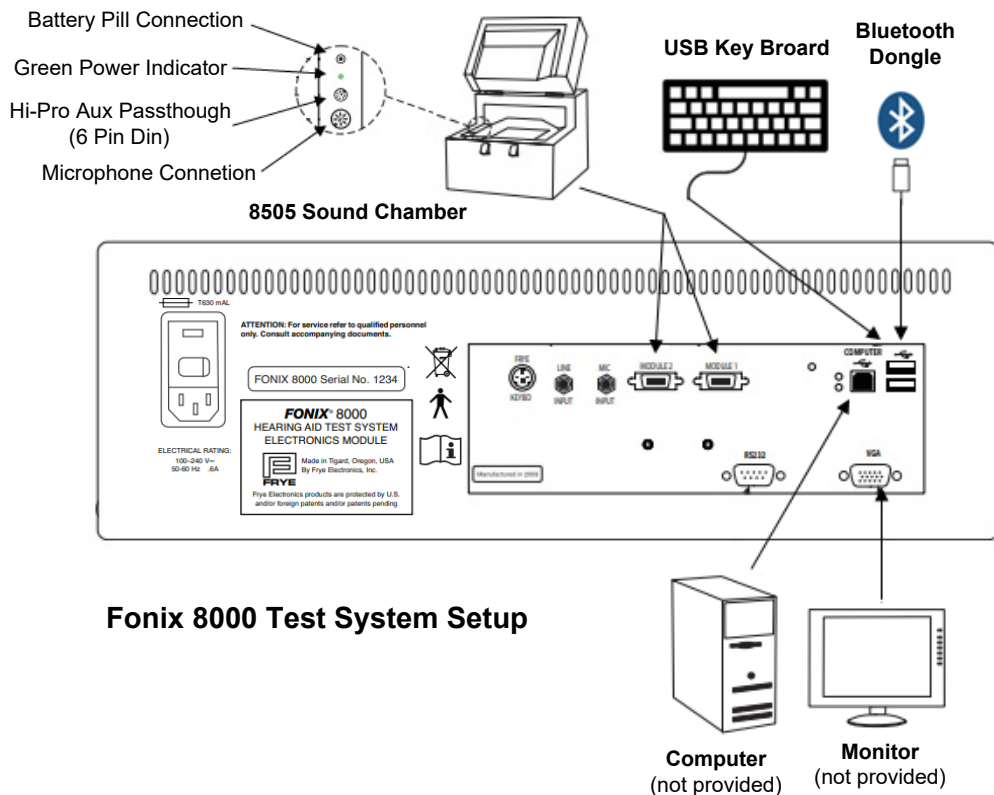 Battery Pill Connection
Green Power Indicator
Hi-Pro Aux Passthough
(6 Pin Din)
Microphone Connetion
8505 Sound Chamber
USB Key Broard
Bluetooth
Dongle
T630 mAL
ATTENTION: For service refer to qualified personnel
only. Consult accompanying documents.
FONIX 8000 Serial No. 1234
FONIX® 8000
HEARING AID TEST SYSTEM
ELECTRONICS MODULE
FRYE
Made in Tigard, Oregon, USA
By Frye Electronics, Inc.
Frye Electronics products are protected by U.S.
and/or foreign patents and/or patents pending
ELECTRICAL RATING:
100–240 V~
50-60 Hz .6A
FRYE
KEYBD
LINE
INPUT
MIC
INPUT
MODULE 2
MODULE 1
COMPUTER
Manufactured in 2009
RS232
VGA
Fonix 8000 Test System Setup
Computer
(not provided)
Monitor
(not provided)